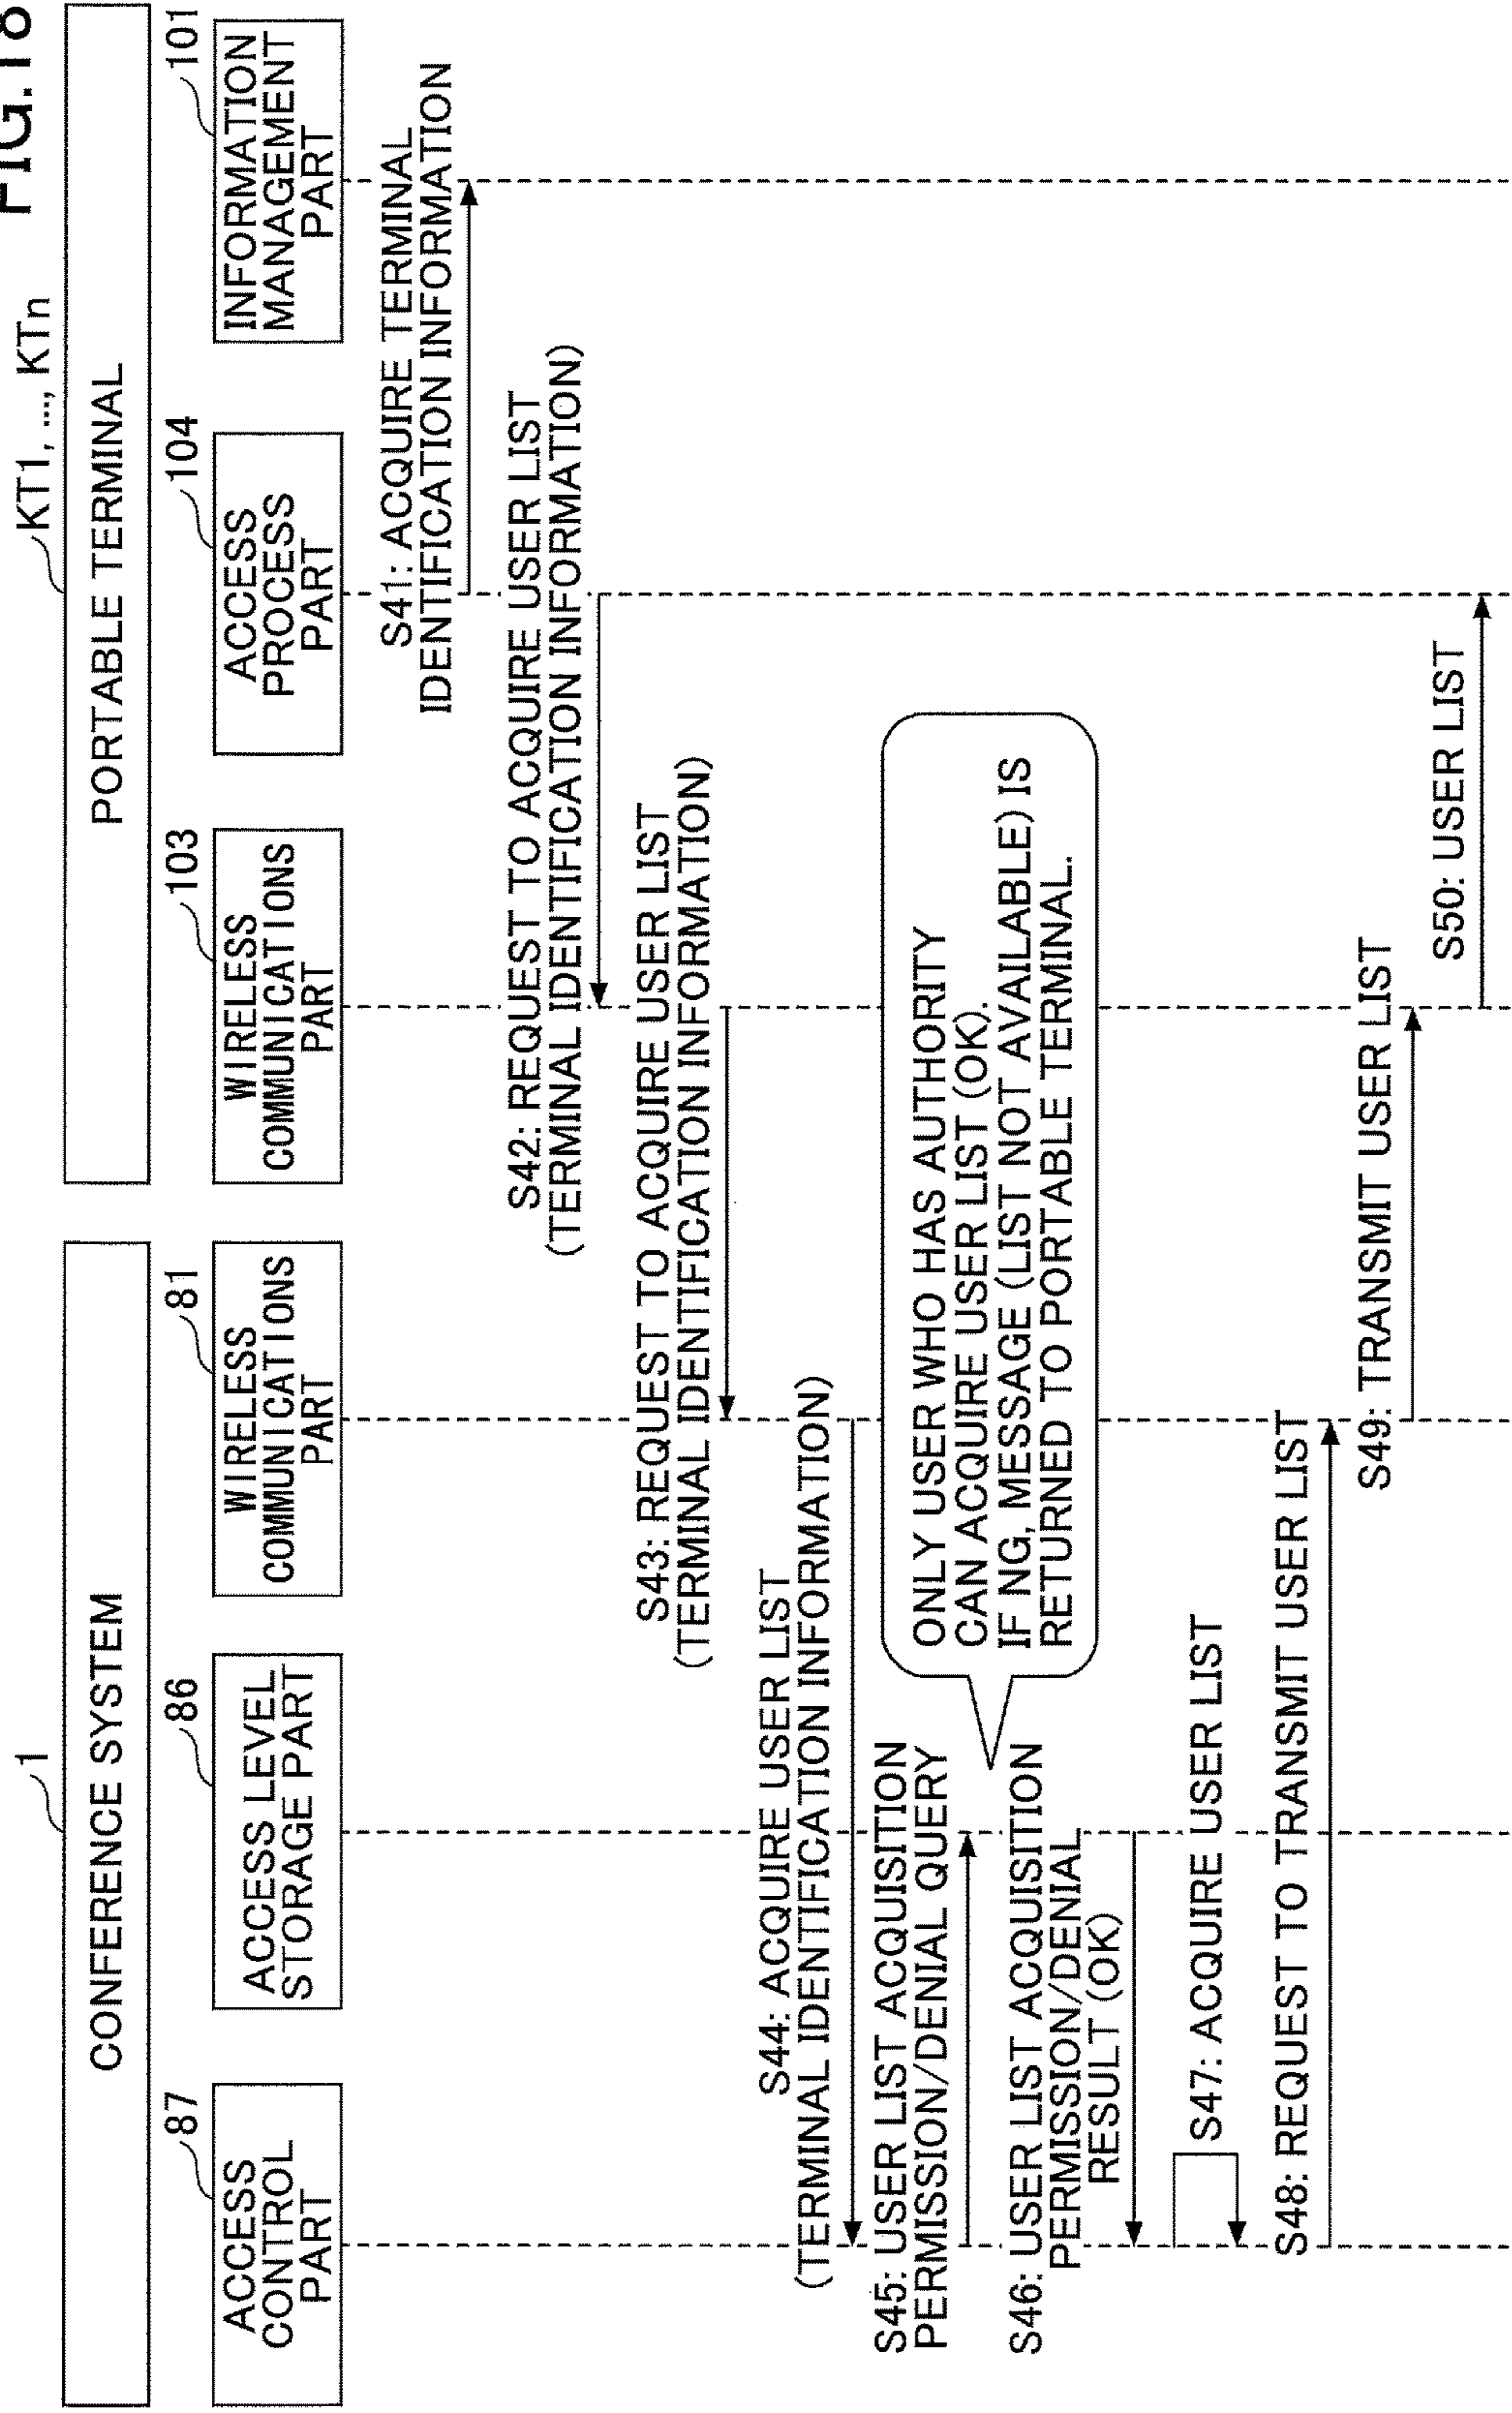 FIG.18
1
KT1, ..., KTn
CONFERENCE SYSTEM
PORTABLE TERMINAL
87
86
81
103
104
101
ACCESS
CONTROL
PART
ACCESS LEVEL
STORAGE PART
WIRELESS
COMMUNICATIONS
PART
WIRELESS
COMMUNICATIONS
PART
ACCESS
PROCESS
PART
INFORMATION
MANAGEMENT
PART
S41: ACQUIRE TERMINAL
IDENTIFICATION INFORMATION
S42: REQUEST TO ACQUIRE USER LIST
(TERMINAL IDENTIFICATION INFORMATION)
S43: REQUEST TO ACQUIRE USER LIST
(TERMINAL IDENTIFICATION INFORMATION)
S44: ACQUIRE USER LIST
(TERMINAL IDENTIFICATION INFORMATION)
S45: USER LIST ACQUISITION
PERMISSION/DENIAL QUERY
ONLY USER WHO HAS AUTHORITY
CAN ACQUIRE USER LIST (OK).
IF NG, MESSAGE (LIST NOT AVAILABLE) IS
RETURNED TO PORTABLE TERMINAL.
S46: USER LIST ACQUISITION
PERMISSION/DENIAL
RESULT (OK)
S47: ACQUIRE USER LIST
S48: REQUEST TO TRANSMIT USER LIST
S49: TRANSMIT USER LIST
S50: USER LIST